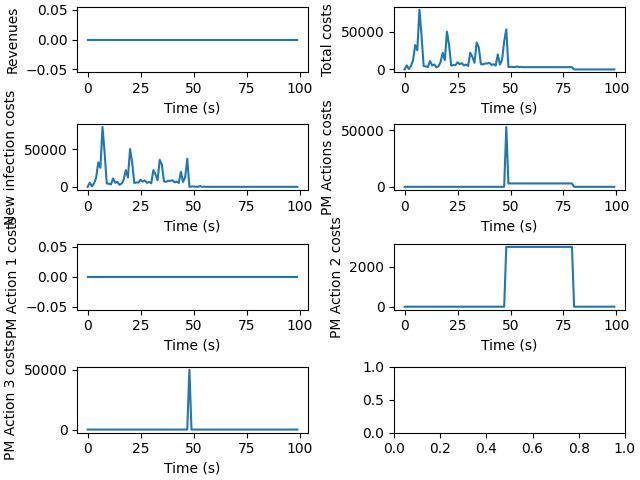 Revenues
0.05
0.00
−0.05
0 25 50 75 100
Time (s)
Total costs
50000
0
0 25 50 75 100
Time (s)
New infection costs
50000
0
0 25 50 75 100
Time (s)
PM Actions costs
50000
0
0 25 50 75 100
Time (s)
PM Action 1 costs
0.05
0.00
−0.05
0 25 50 75 100
Time (s)
PM Action 2 costs
2000
0
0 25 50 75 100
Time (s)
PM Action 3 costs
50000
0
0 25 50 75 100
Time (s)
1.0
0.5
0.0
0.0 0.2 0.4 0.6 0.8 1.0